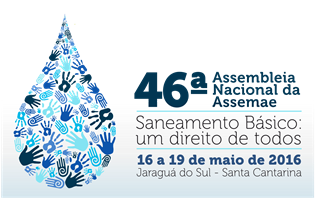 46ª Assembleia
Nacional da
Assemae
Saneamento Básico:
um direito de todos
16 a 19 de maio de 2016
Jaraguá do Sul - Santa Cantarina